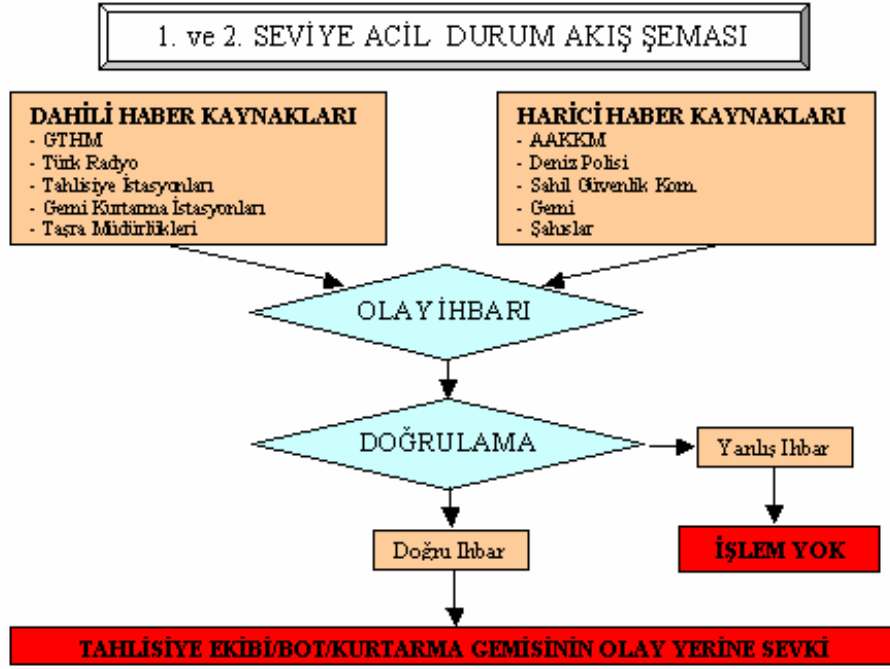 1. ve 2. SEVİYE ACİL DURUM AKIŞ ŞEMASI
DAHİLİ HABER KAYNAKLARI
- GTHM
- Türk Radyo
- Tahlisiye İstasyonları
- Gemi Kurtarma İstasyonları
- Taşra Müdürlükleri
HARİCİ HABER KAYNAKLARI
- AAKKM
- Deniz Polisi
- Sahil Güvenlik Kom.
- Gemi
- Şahıslar
OLAY İHBARI
DOĞRULAMA
Yanlış Ihbar
Doğru Ihbar
İŞLEM YOK
TAHLİSİYE EKİBİ/BOT/KURTARMA GEMİSİNİN OLAY YERİNE SEVKİ